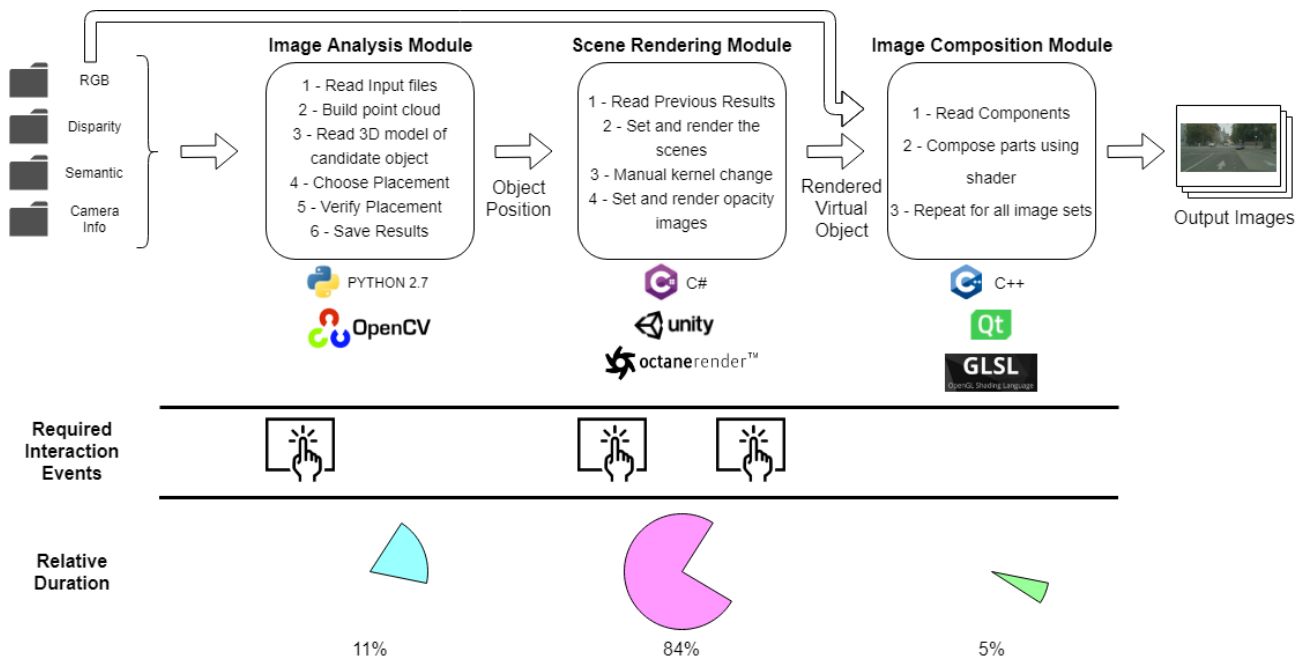 Image Analysis Module
Scene Rendering Module
Image Composition Module
RGB
Disparity
Semantic
Camera
Info
1 - Read Input files
2 - Build point cloud
3 - Read 3D model of
candidate object
4 - Choose Placement
5 - Verify Placement
6 - Save Results
Object
Position
1 - Read Previous Results
2 - Set and render the
scenes
3 - Manual kernel change
4 - Set and render opacity
images
Rendered
Virtual
Object
1 - Read Components
2 - Compose parts using
shader
3 - Repeat for all image sets
Output Images
PYTHON 2.7
OpenCV
C#
unity
octanerender™
C++
Qt
GLSL
OpenGL Shading Language
Required
Interaction
Events
Relative
Duration
11%
84%
5%